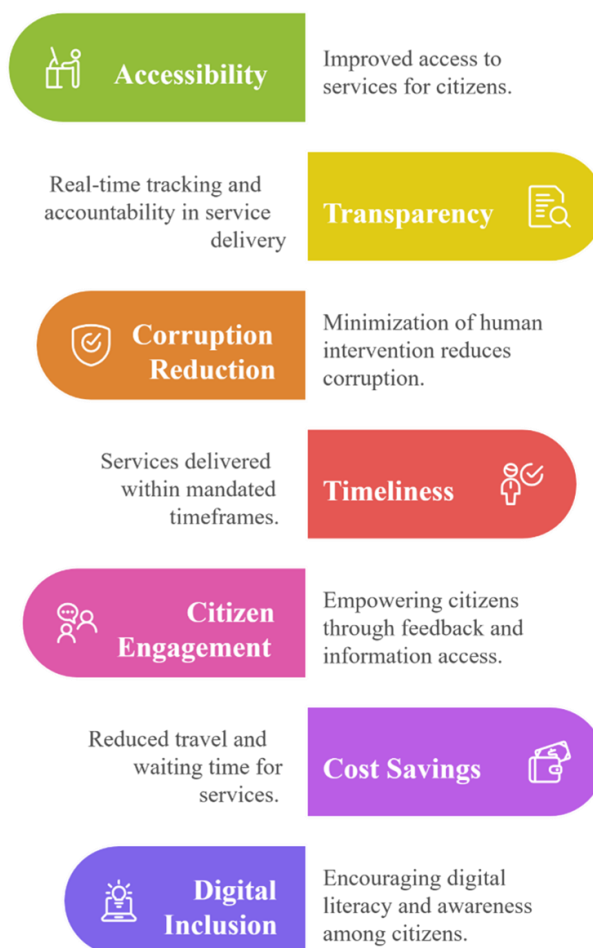 Accessibility
Improved access to
services for citizens.
Real-time tracking and
accountability in service
delivery
Transparency
Corruption
Reduction
Minimization of human
intervention reduces
corruption.
Services delivered
within mandated
timeframes.
Timeliness
Citizen
Engagement
Empowering citizens
through feedback and
information access.
Reduced travel and
waiting time for
services.
Cost Savings
Digital
Inclusion
Encouraging digital
literacy and awareness
among citizens.